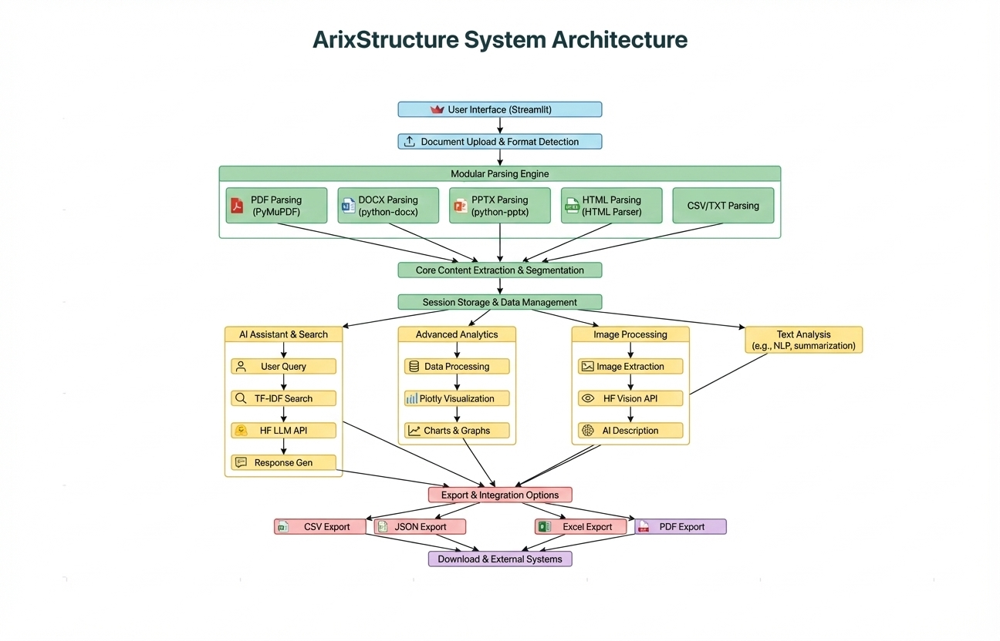 ArixStructure System Architecture
User Interface (Streamlit)
Document Upload & Format Detection
Modular Parsing Engine
PDF Parsing
(PyMuPDF)
DOCX Parsing
(python-docx)
PPTX Parsing
(python-pptx)
HTML Parsing
(HTML Parser)
CSV/TXT Parsing
Core Content Extraction & Segmentation
Session Storage & Data Management
AI Assistant & Search
User Query
TF-IDF Search
HF LLM API
Response Gen
Advanced Analytics
Data Processing
Plotly Visualization
Charts & Graphs
Image Processing
Image Extraction
HF Vision API
AI Description
Text Analysis
(e.g., NLP, summarization)
Export & Integration Options
CSV Export
JSON Export
Excel Export
PDF Export
Download & External Systems